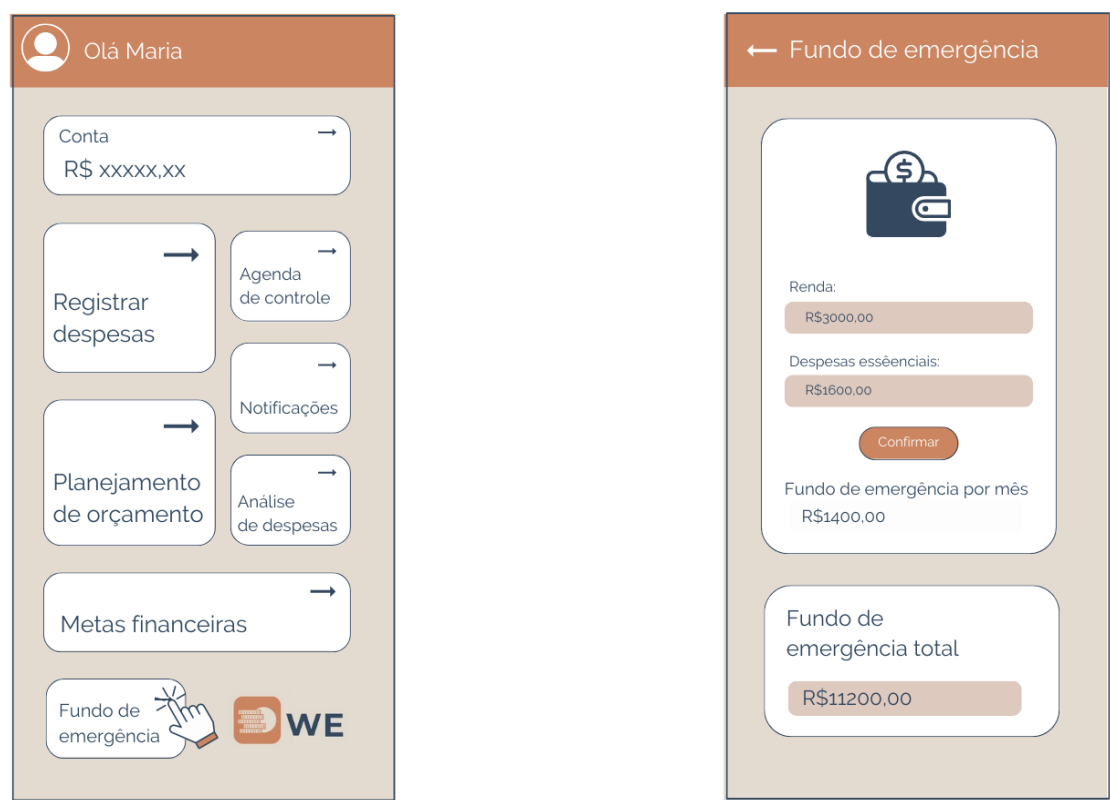 Olá Maria
Conta
R$ xxxxx,xx
Registrar
despesas
Agenda
de controle
Notificações
Planejamento
de orçamento
Análise
de despesas
Metas financeiras
Fundo de
emergência
WE
Fundo de emergência
$
Renda:
R$3000,00
Despesas essêenciais:
R$1600,00
Confirmar
Fundo de emergência por mês
R$1400,00
Fundo de
emergência total
R$11200,00